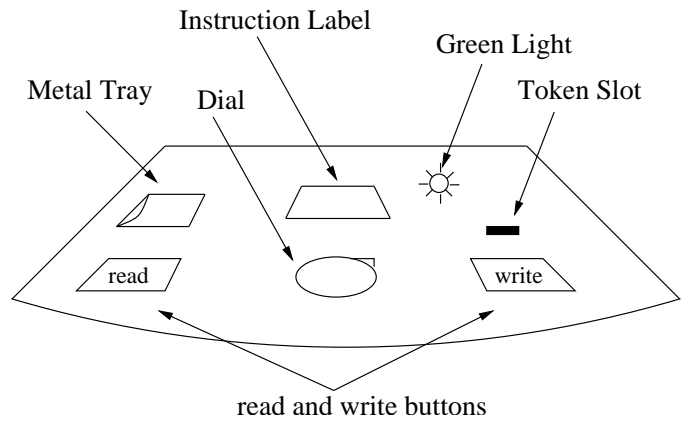 Instruction Label
Green Light
Metal Tray
Dial
Token Slot
read
write
read and write buttons